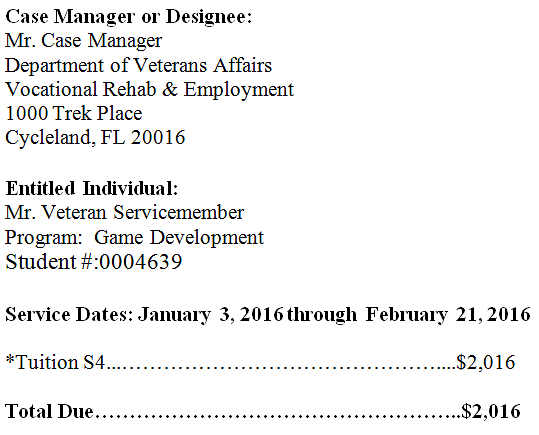 Case Manager or Designee:
Mr. Case Manager
Department of Veterans Affairs
Vocational Rehab & Employment
1000 Trek Place
Cycleland, FL 20016
Entitled Individual:
Mr. Veteran Servicemember
Program: Game Development
Student #:0004639
Service Dates: January 3, 2016 through February 21, 2016
*Tuition S4...……………………………………….....$2,016
Total Due……………………………………………..$2,016